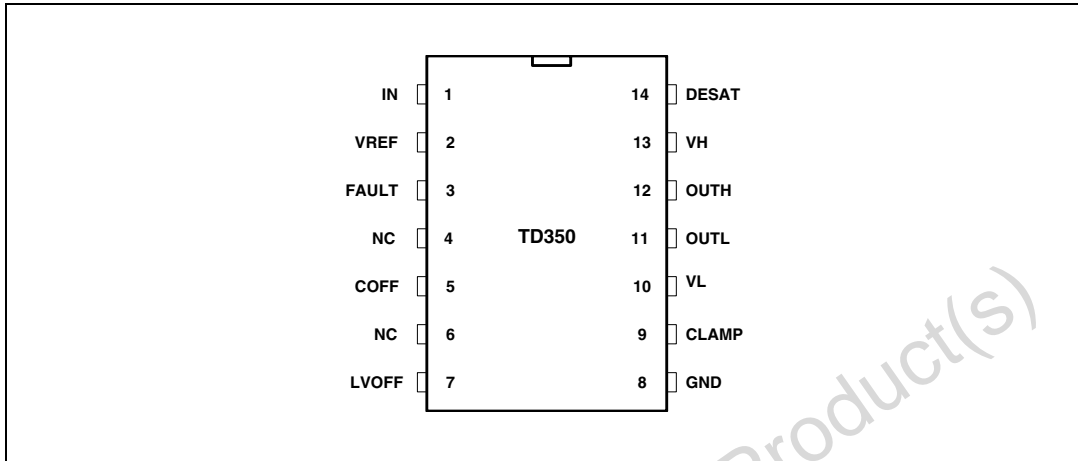 IN 1 14 DESAT
VREF 2 13 VH
FAULT 3 12 OUTH
NC 4 TD350 11 OUTL
COFF 5 10 VL
NC 6 9 CLAMP
LVOFF 7 8 GND
Product(s)